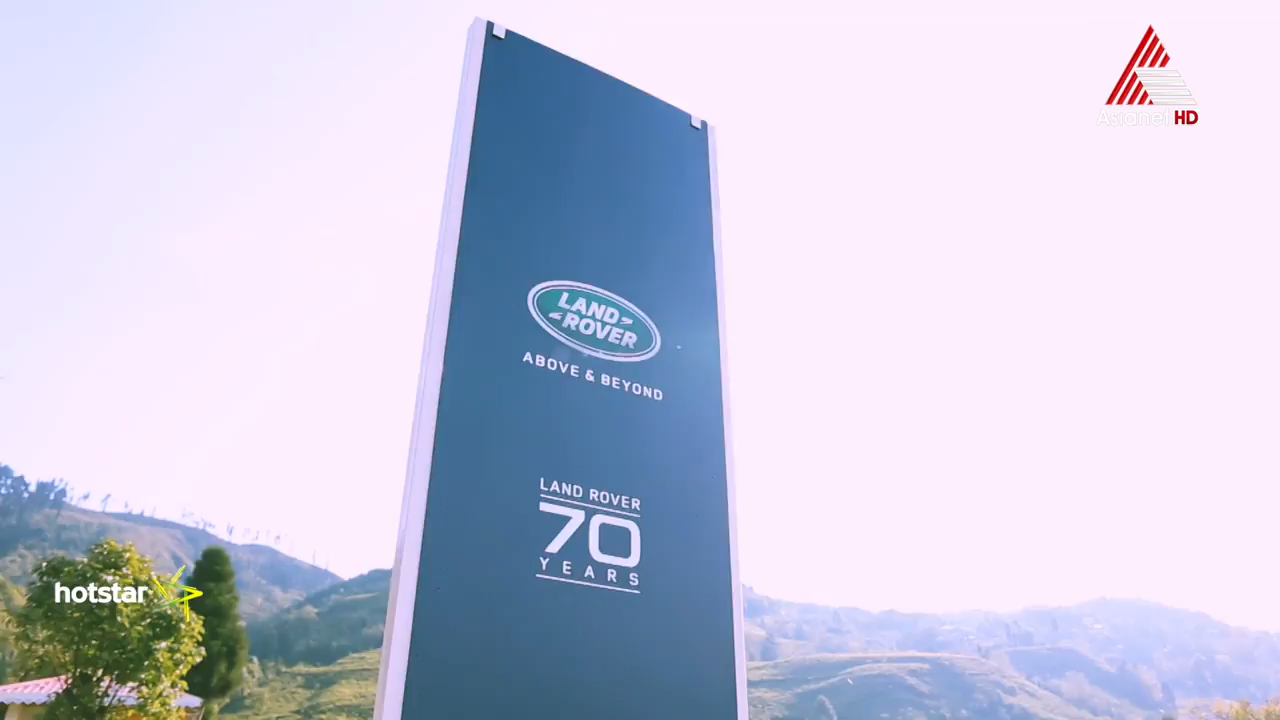 Asianet HD
LAND
ROVER
ABOVE & BEYOND
LAND ROVER
70
YEARS
hotstar